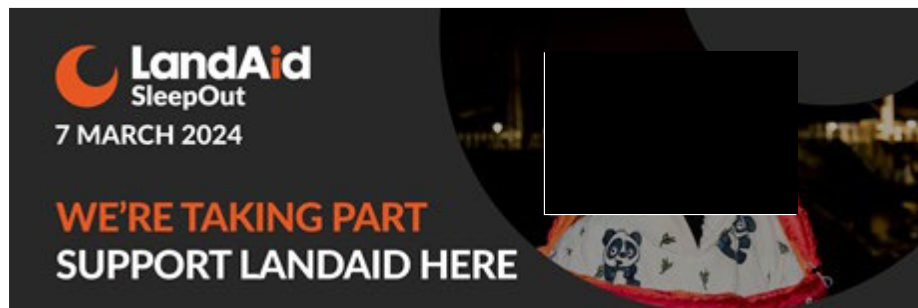 LandAid
SleepOut
7 MARCH 2024
WE'RE TAKING PART
SUPPORT LANDAID HERE